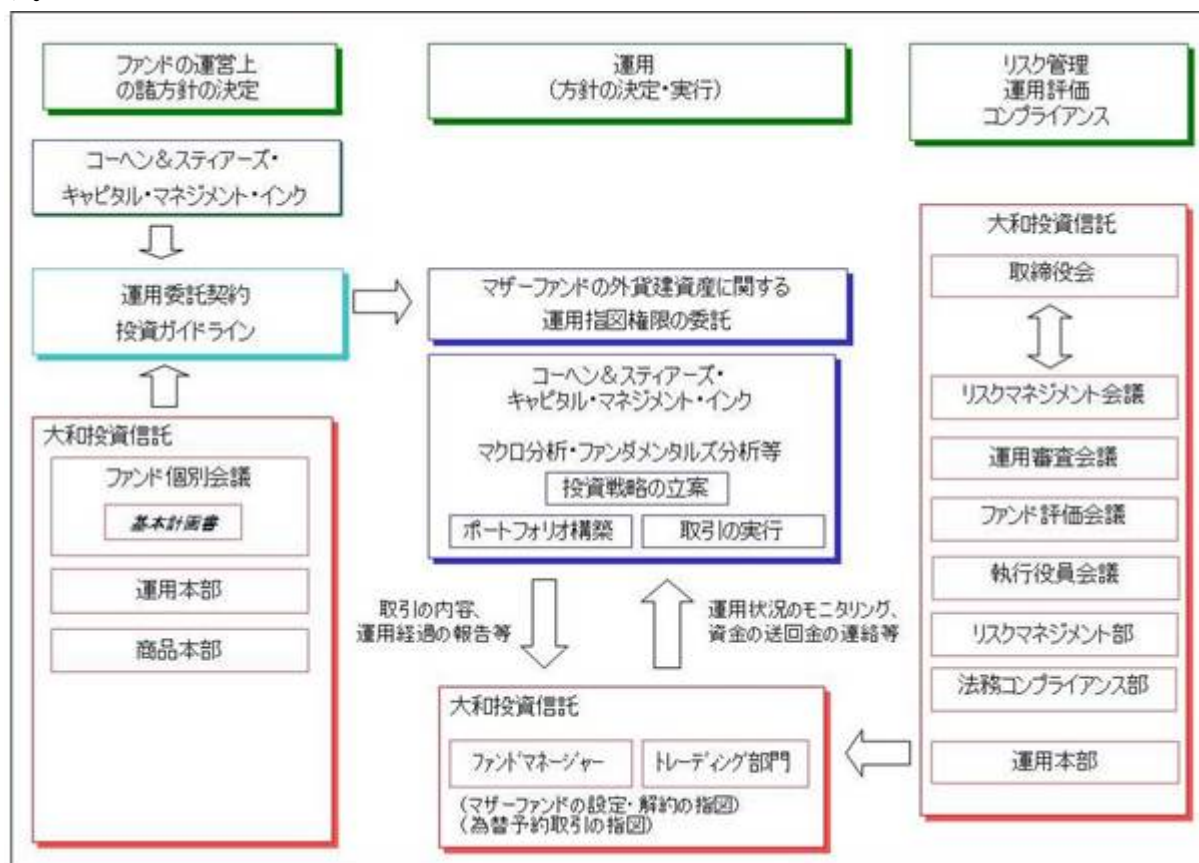 ファンドの運営上
の諸方針の決定
運用
(方針の決定・実行)
リスク管理
運用評価
コンプライアンス
コーヘン&スティアーズ・
キャピタル・マネジメント・インク
運用委託契約
投資ガイドライン
大和投資信託
ファンド個別会議
基本計画書
運用本部
商品本部
マザーファンドの外貨建資産に関する
運用指図権限の委託
コーヘン&スティアーズ・
キャピタル・マネジメント・インク
マクロ分析・ファンダメンタルズ分析等
投資戦略の立案
ポートフォリオ構築
取引の実行
取引の内容、
運用経過の報告等
運用状況のモニタリング、
資金の送回金の連絡等
大和投資信託
ファンドマネージャー
トレーディング部門
(マザーファンドの設定・解約の指図)
(為替予約取引の指図)
大和投資信託
取締役会
リスクマネジメント会議
運用審査会議
ファンド評価会議
執行役員会議
リスクマネジメント部
法務コンプライアンス部
運用本部